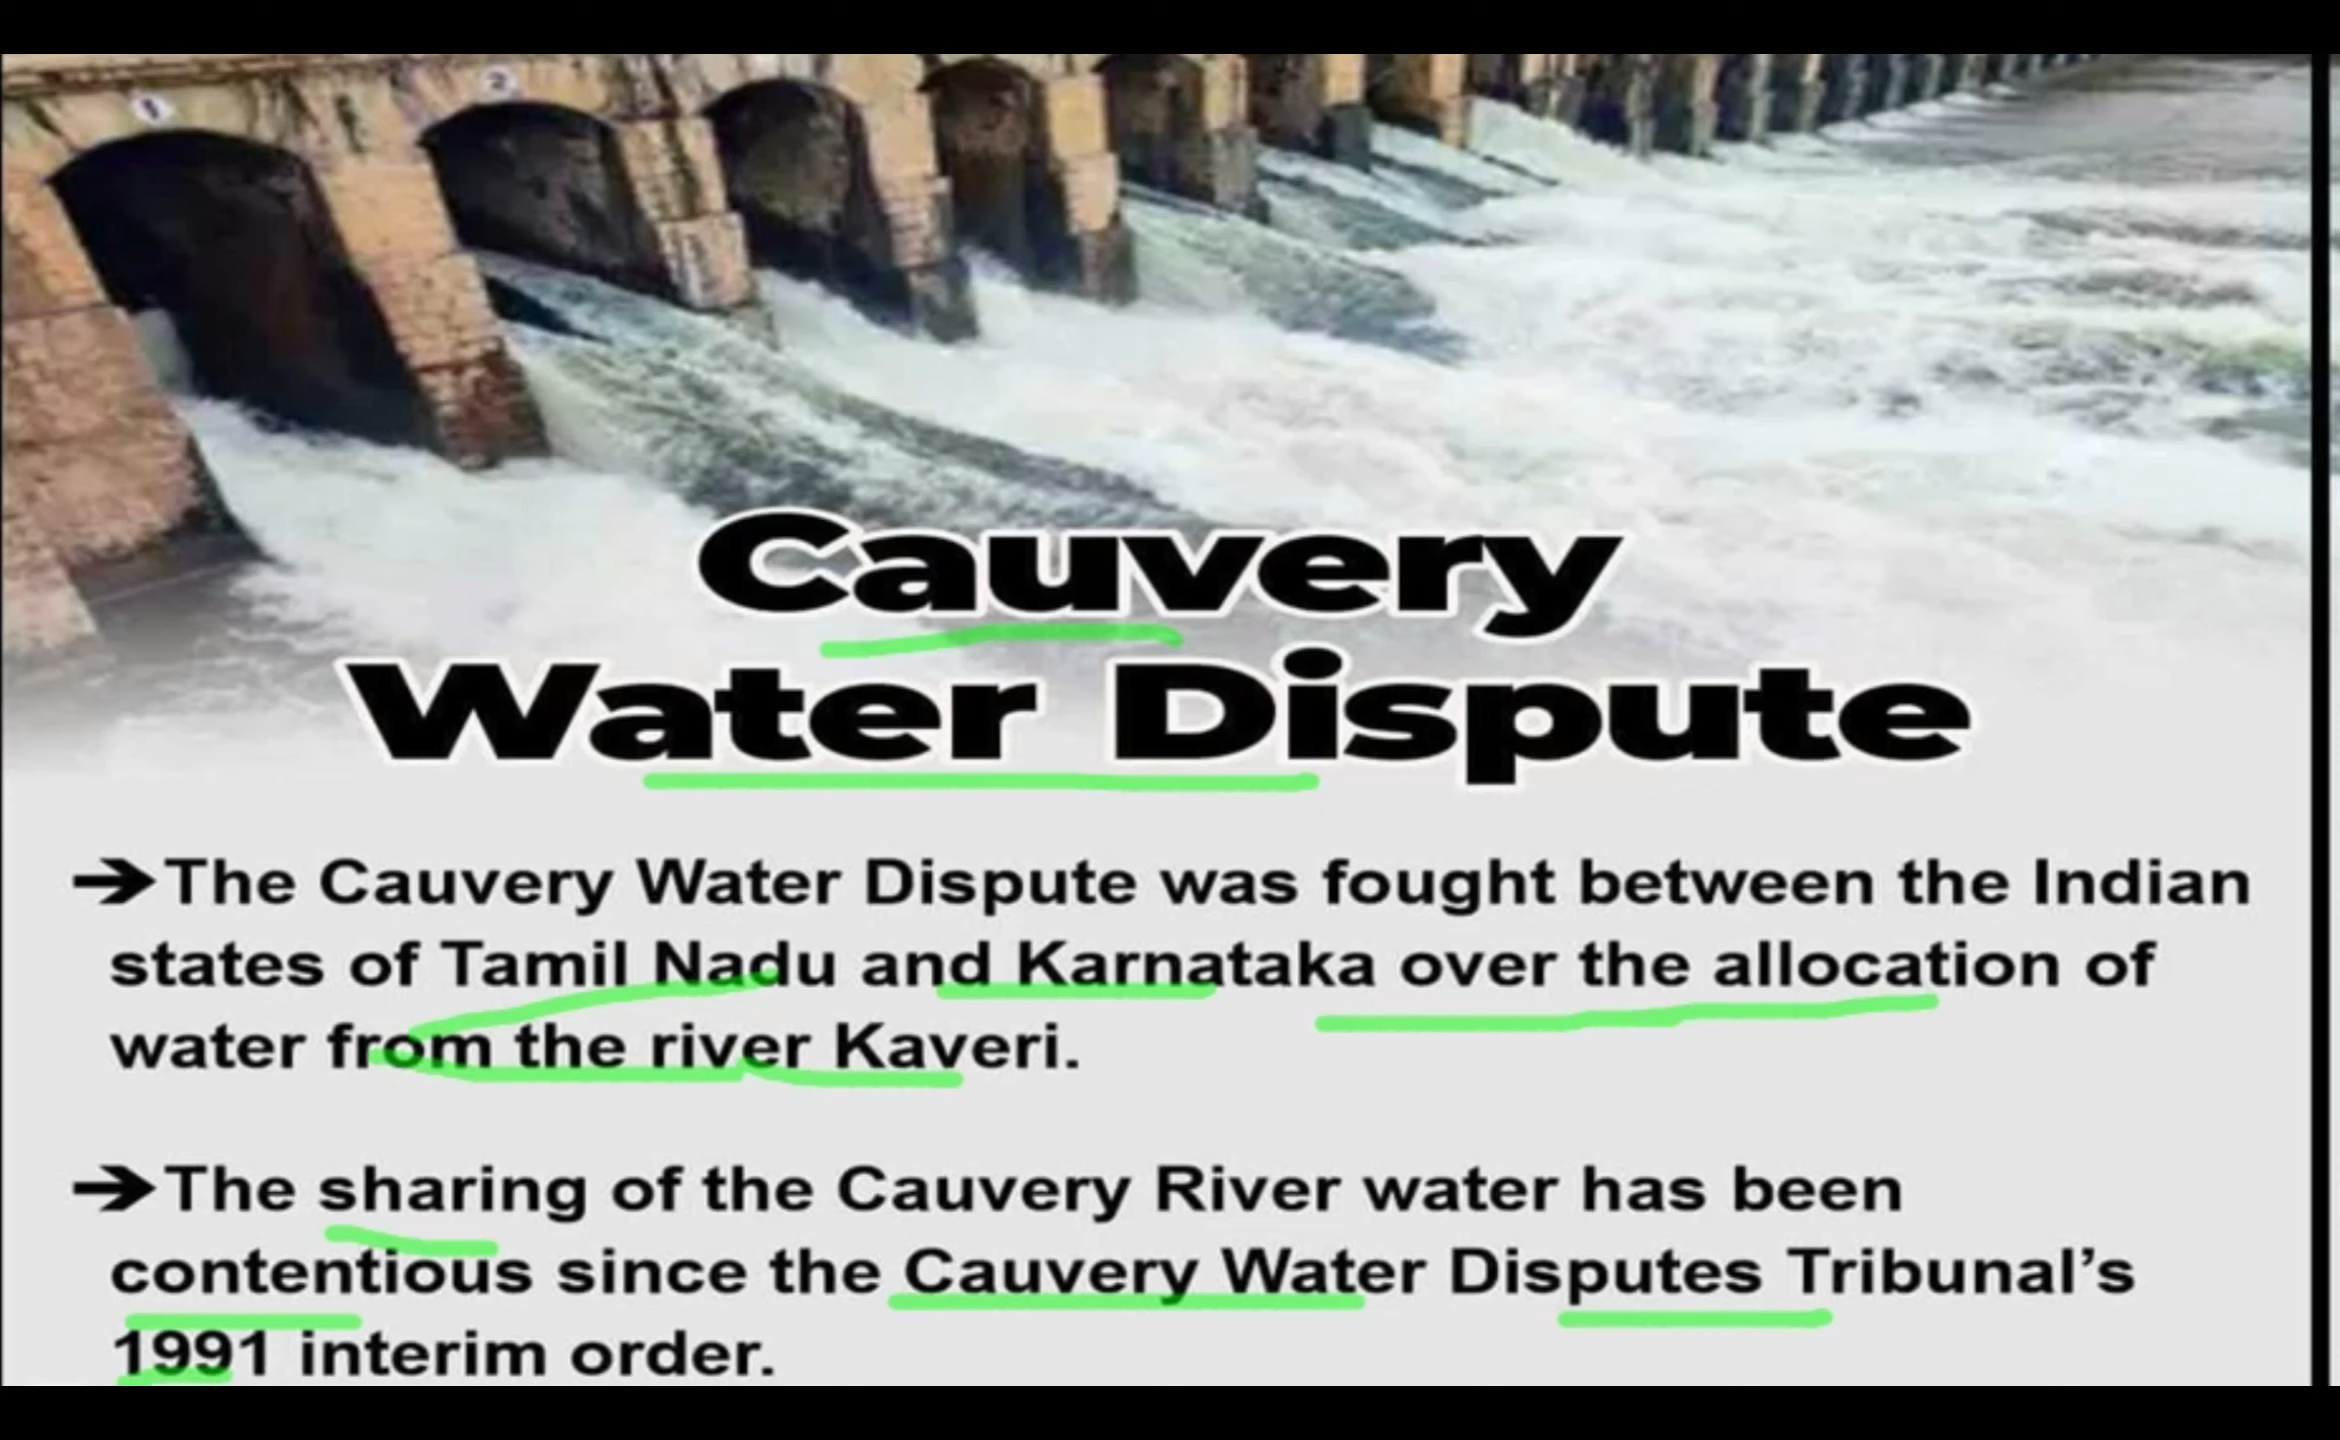 1
2
Cauvery
Water Dispute
➔The Cauvery Water Dispute was fought between the Indian
states of Tamil Nadu and Karnataka over the allocation of
water from the river Kaveri.
➔The sharing of the Cauvery River water has been
contentious since the Cauvery Water Disputes Tribunal’s
1991 interim order.